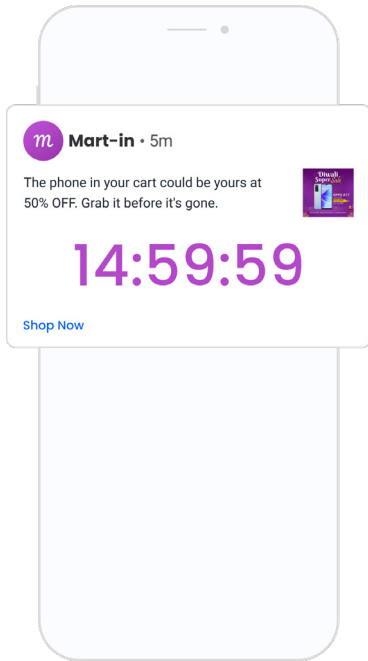 m
Mart-in • 5m
The phone in your cart could be yours at
50% OFF. Grab it before it's gone.
Diwali
Super Sale
14:59:59
Shop Now